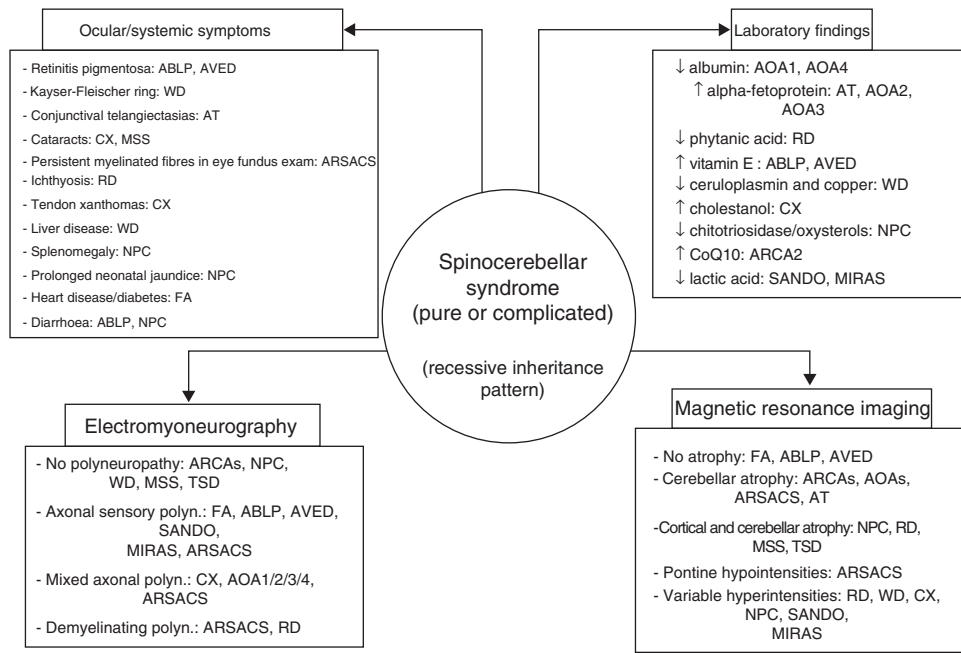 Ocular/systemic symptoms
- Retinitis pigmentosa: ABLP, AVED
- Kayser-Fleischer ring: WD
- Conjunctival telangiectasias: AT
- Cataracts: CX, MSS
- Persistent myelinated fibres in eye fundus exam: ARSACS
- Ichthyosis: RD
- Tendon xanthomas: CX
- Liver disease: WD
- Splenomegaly: NPC
- Prolonged neonatal jaundice: NPC
- Heart disease/diabetes: FA
- Diarrhoea: ABLP, NPC
Laboratory findings
↓ albumin: AOA1, AOA4
↑ alpha-fetoprotein: AT, AOA2,
AOA3
↓ phytanic acid: RD
↑ vitamin E : ABLP, AVED
↓ ceruloplasmin and copper: WD
↑ cholestanol: CX
↓ chitotriosidase/oxysterols: NPC
↑ CoQ10: ARCA2
↓ lactic acid: SANDO, MIRAS
Spinocerebellar
syndrome
(pure or complicated)
(recessive inheritance
pattern)
Electromyoneurography
- No polyneuropathy: ARCAs, NPC,
WD, MSS, TSD
- Axonal sensory polyn.: FA, ABLP, AVED,
SANDO,
MIRAS, ARSACS
- Mixed axonal polyn.: CX, AOA1/2/3/4,
ARSACS
- Demyelinating polyn.: ARSACS, RD
Magnetic resonance imaging
- No atrophy: FA, ABLP, AVED
- Cerebellar atrophy: ARCAs, AOAs,
ARSACS, AT
-Cortical and cerebellar atrophy: NPC, RD,
MSS, TSD
- Pontine hypointensities: ARSACS
- Variable hyperintensities: RD, WD, CX,
NPC, SANDO,
MIRAS